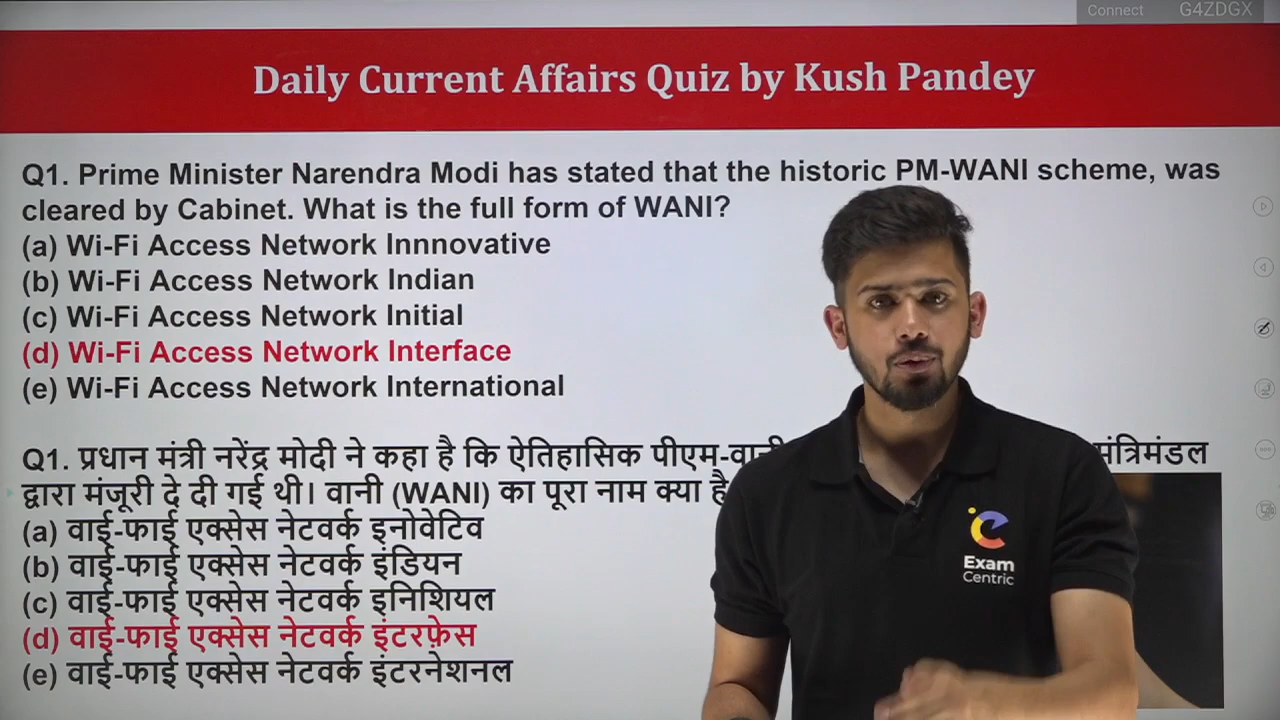 Connect G4ZDGX
Daily Current Affairs Quiz by Kush Pandey
Q1. Prime Minister Narendra Modi has stated that the historic PM-WANI scheme, was
cleared by Cabinet. What is the full form of WANI?
(a) Wi-Fi Access Network Innnovative
(b) Wi-Fi Access Network Indian
(c) Wi-Fi Access Network Initial
(d) Wi-Fi Access Network Interface
(e) Wi-Fi Access Network International
Q1. प्रधान मंत्री नरेंद्र मोदी ने कहा है कि ऐतिहासिक पीएम- मंत्रिमंडल
द्वारा मंजूरी दे दी गई थी। वानी (WANI) का पूरा नाम क्या है
(a) वाई-फाई एक्सेस नेटवर्क इनोवेटिव
(b) वाई-फाई एक्सेस नेटवर्क इंडियन
(c) वाई-फाई एक्सेस नेटवर्क इनिशियल
(d) वाई-फाई एक्सेस नेटवर्क इंटरफ़ेस
(e) वाई-फाई एक्सेस नेटवर्क इंटरनेशनल
Exam
Centric